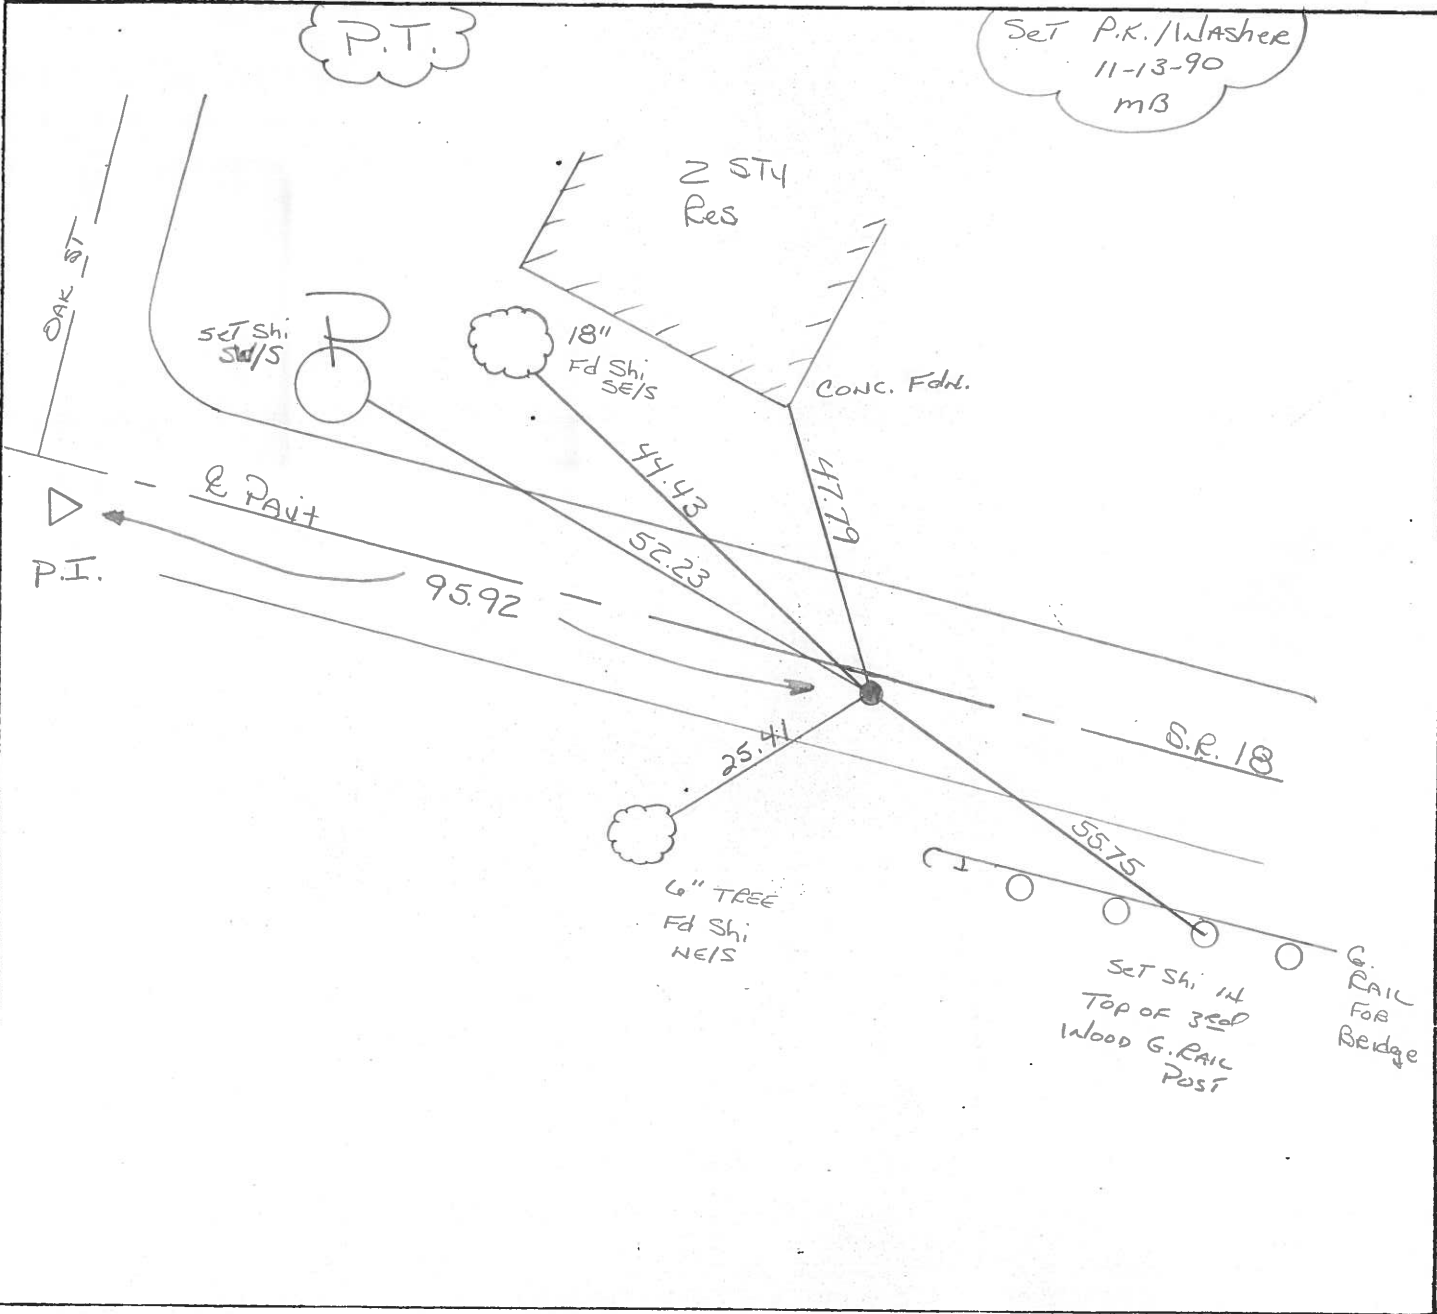 P.T.
SET P.K./WASHER
11-13-90
MB
2 STY
Res
OAK ST
SET Shi
SW/S
P
18"
Fd Shi
SE/S
CONC. Fdn.
44.43
47.79
52.23
℄ PAV't
P.I.
95.92
25.41
S.R. 18
55.75
6" TREE
Fd Shi
NE/S
SET Shi IN
TOP OF 3RD
WOOD G. RAIL
POST
G.
RAIL
FOR
Bridge